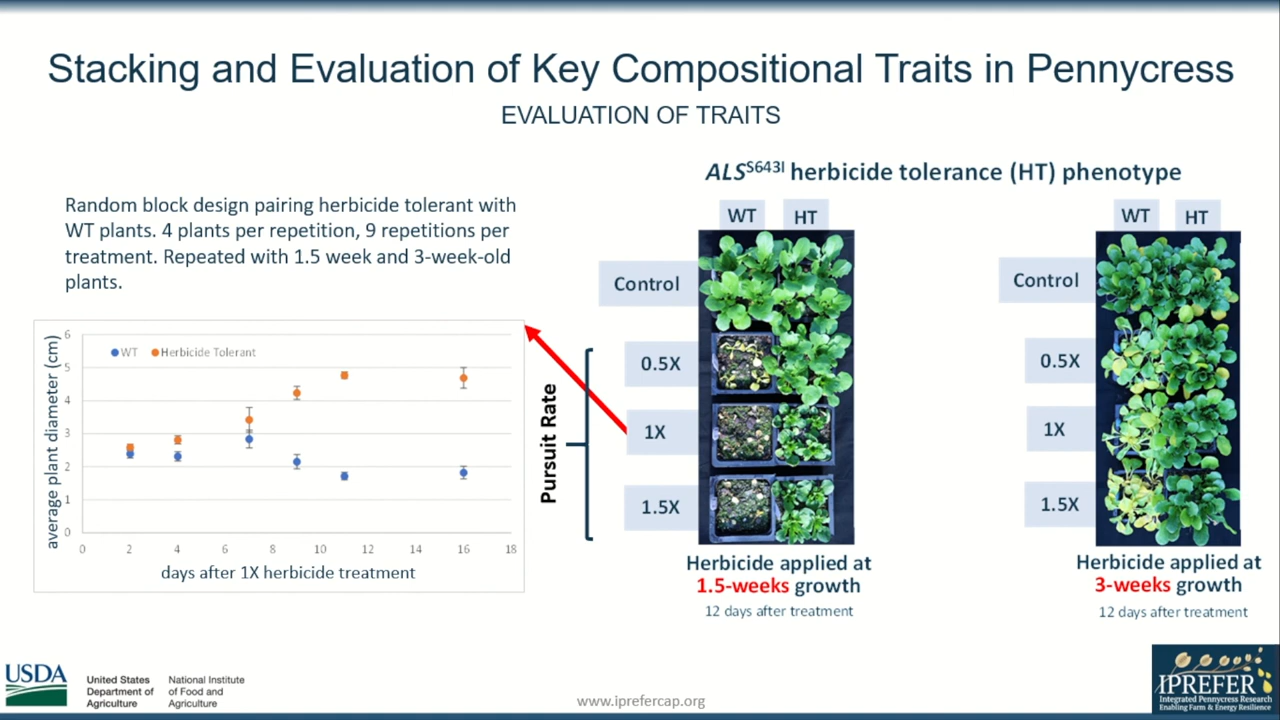 Stacking and Evaluation of Key Compositional Traits in Pennycress
EVALUATION OF TRAITS
Random block design pairing herbicide tolerant with
WT plants. 4 plants per repetition, 9 repetitions per
treatment. Repeated with 1.5 week and 3-week-old
plants.
average plant diameter (cm)
6
5
4
3
2
1
0
WT
Herbicide Tolerant
0 2 4 6 8 10 12 14 16 18
days after 1X herbicide treatment
ALSS643I herbicide tolerance (HT) phenotype
WT HT
Control
0.5X
1X
1.5X
Pursuit Rate
Herbicide applied at
1.5-weeks growth
12 days after treatment
WT HT
Control
0.5X
1X
1.5X
Herbicide applied at
3-weeks growth
12 days after treatment
USDA
United States
Department of
Agriculture
National Institute
of Food and
Agriculture
www.iprefercap.org
IPREFER
Integrated Pennycress Research
Enabling Farm & Energy Resilience